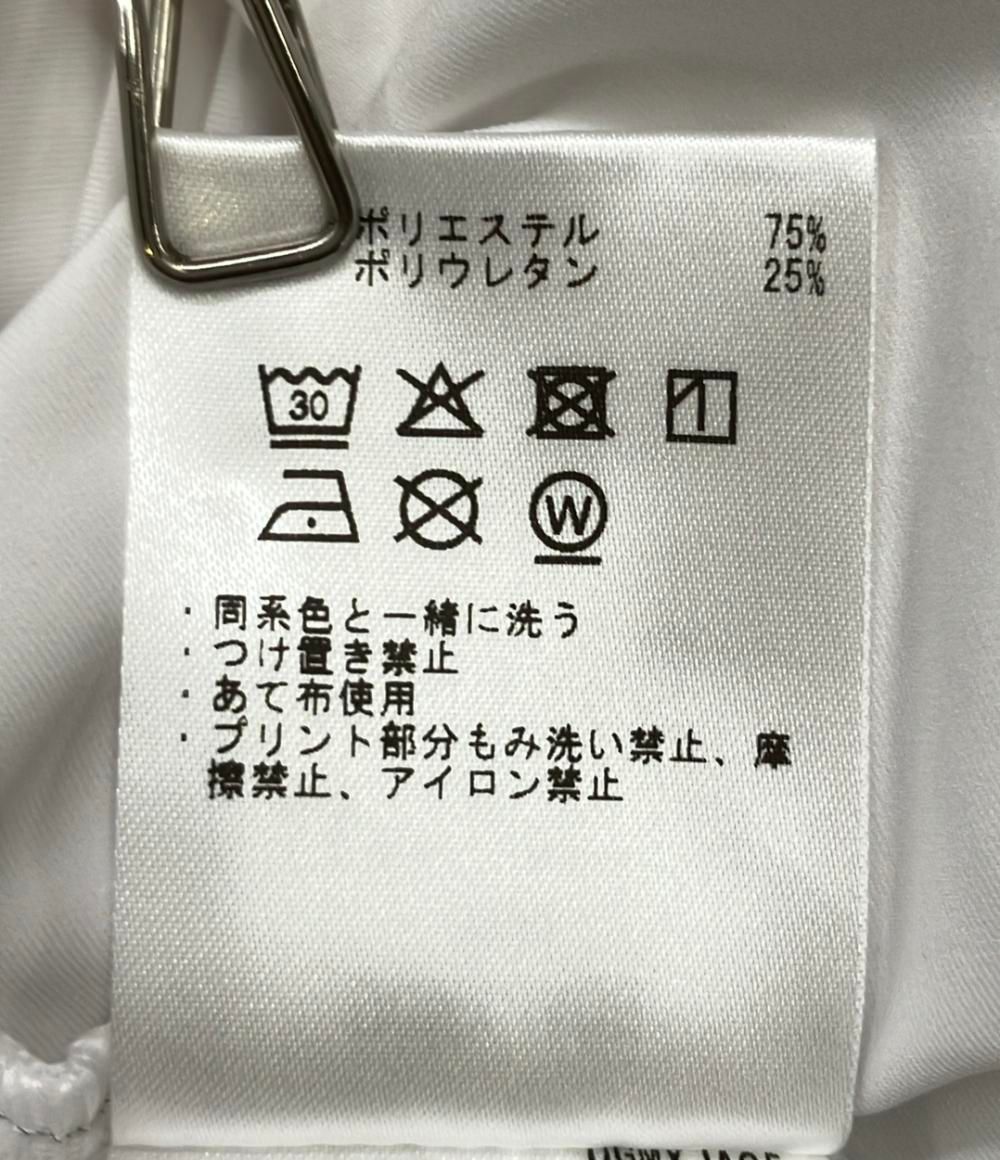 ポリエステル 75%
ポリウレタン 25%
30
W
・同系色と一緒に洗う
・つけ置き禁止
・あて布使用
・プリント部分もみ洗い禁止、摩
擦禁止、アイロン禁止